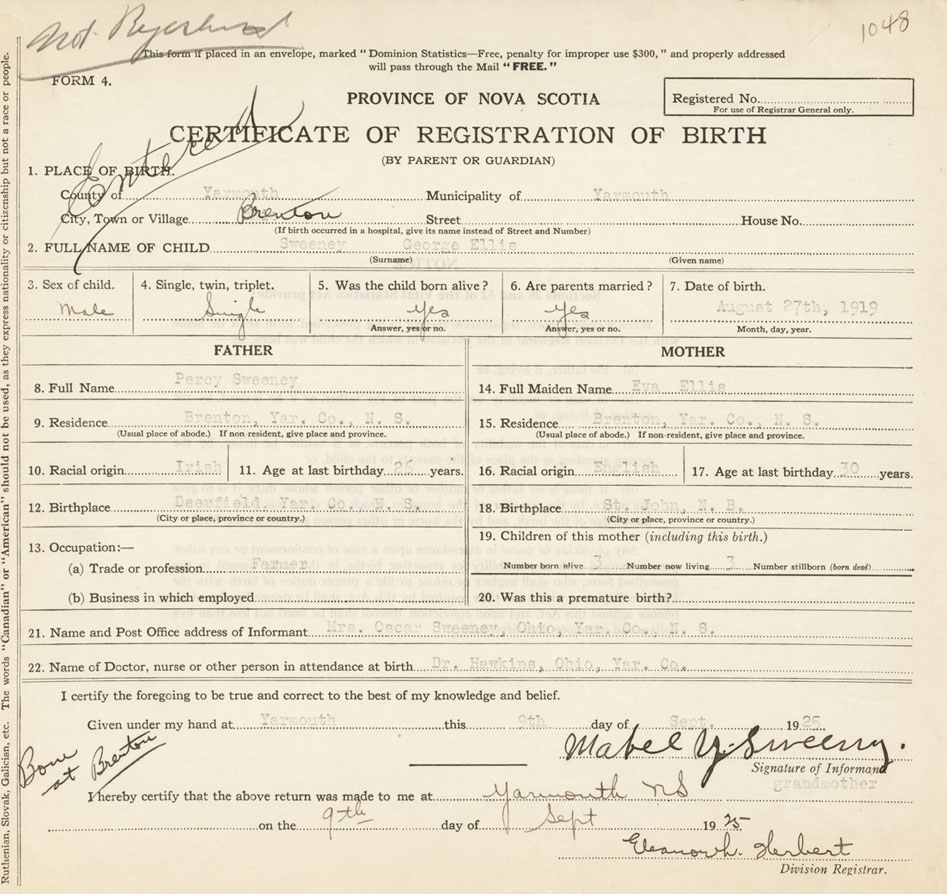 Not Registered
1048
This form if placed in an envelope, marked "Dominion Statistics—Free, penalty for improper use $300," and properly addressed
will pass through the Mail "FREE."
FORM 4.
PROVINCE OF NOVA SCOTIA
Registered No.
For use of Registrar General only.
CERTIFICATE OF REGISTRATION OF BIRTH
(BY PARENT OR GUARDIAN)
Entered
1. PLACE OF BIRTH.
County of Yarmouth Municipality of Yarmouth
City, Town or Village Brenton Street House No.
(If birth occurred in a hospital, give its name instead of Street and Number)
2. FULL NAME OF CHILD Sweeney George Ellis
(Surname) (Given name)
3. Sex of child. 4. Single, twin, triplet. 5. Was the child born alive? 6. Are parents married? 7. Date of birth.
Male Single Yes Yes August 27th, 1919
Answer, yes or no. Answer, yes or no. Month, day, year.
FATHER MOTHER
8. Full Name Percy Sweeney 14. Full Maiden Name Eva Ellis
9. Residence Brenton, Yar. Co., N. S. 15. Residence Brenton, Yar. Co., N. S.
(Usual place of abode.) If non-resident, give place and province. (Usual place of abode.) If non-resident, give place and province.
10. Racial origin Irish 11. Age at last birthday 26 years. 16. Racial origin English 17. Age at last birthday 30 years.
12. Birthplace Deerfield, Yar. Co. N. S. 18. Birthplace St. John, N. B.
(City or place, province or country.) (City or place, province or country.)
13. Occupation:— 19. Children of this mother (including this birth.)
(a) Trade or profession Farmer Number born alive 3 Number now living 3 Number stillborn (born dead)
(b) Business in which employed 20. Was this a premature birth?
21. Name and Post Office address of Informant Mrs. Oscar Sweeney, Ohio, Yar. Co., N. S.
22. Name of Doctor, nurse or other person in attendance at birth Dr. Hawkins, Ohio, Yar. Co.
I certify the foregoing to be true and correct to the best of my knowledge and belief.
Given under my hand at Yarmouth this 9th day of Sept. 1925
Mabel Y. Sweeney.
Signature of Informant
grandmother
Born at Brenton
I hereby certify that the above return was made to me at Yarmouth NS
on the 9th day of Sept 1925
Eleanor L. Herbert
Division Registrar.
Ruthenian, Slovak, Galician, etc. The words "Canadian" or "American" should not be used, as they express nationality or citizenship but not a race or people.